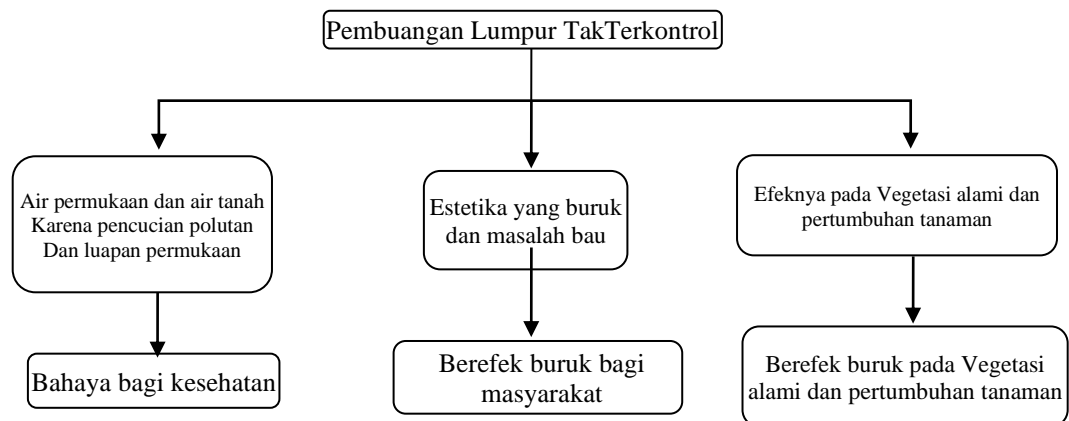 Pembuangan Lumpur TakTerkontrol
Air permukaan dan air tanah
Karena pencucian polutan
Dan luapan permukaan
Estetika yang buruk
dan masalah bau
Efeknya pada Vegetasi alami dan
pertumbuhan tanaman
Bahaya bagi kesehatan
Berefek buruk bagi
masyarakat
Berefek buruk pada Vegetasi
alami dan pertumbuhan tanaman